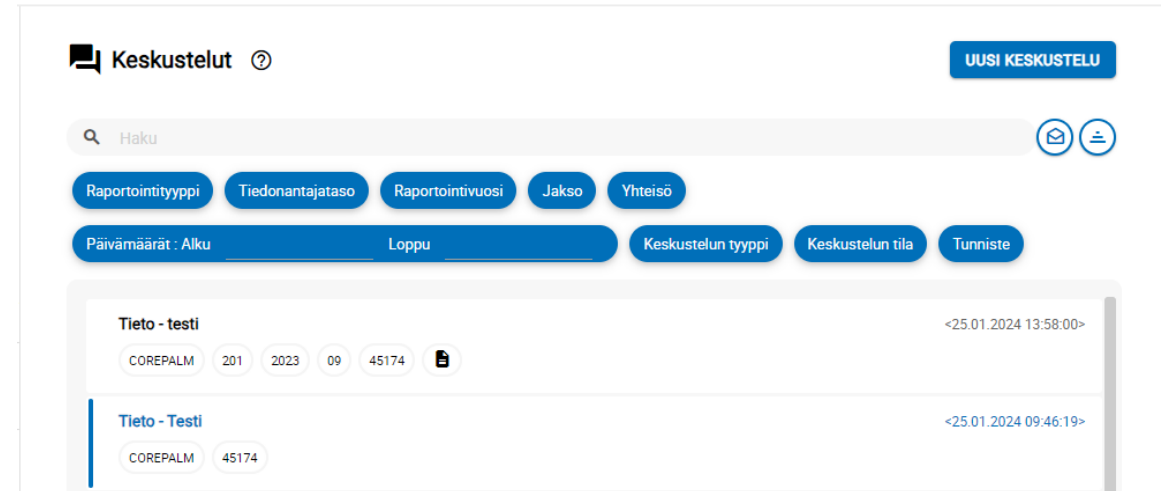 Keskustelut
UUSI KESKUSTELU
Haku
Raportointityyppi Tiedonantajataso Raportointivuosi Jakso Yhteisö
Päivämäärät : Alku Loppu Keskustelun tyyppi Keskustelun tila Tunniste
Tieto - testi <25.01.2024 13:58:00>
COREPALM 201 2023 09 45174
Tieto - Testi <25.01.2024 09:46:19>
COREPALM 45174